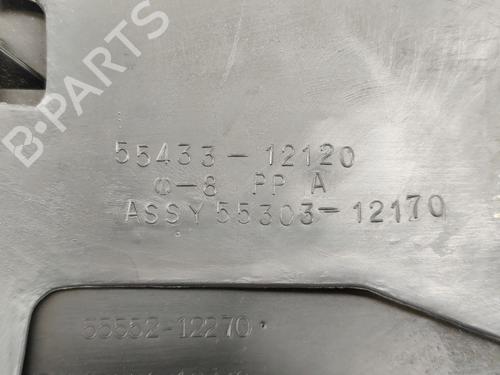 B-PARTS
55433-12120
Φ-8 PP A
ASSY 55303-12170
55552-12270